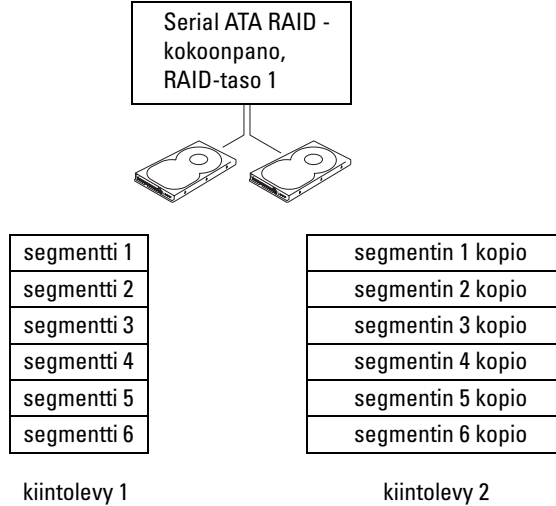 Serial ATA RAID -
kokoonpano,
RAID-taso 1
segmentti 1
segmentin 1 kopio
segmentti 2
segmentin 2 kopio
segmentti 3
segmentin 3 kopio
segmentti 4
segmentin 4 kopio
segmentti 5
segmentin 5 kopio
segmentti 6
segmentin 6 kopio
kiintolevy 1
kiintolevy 2